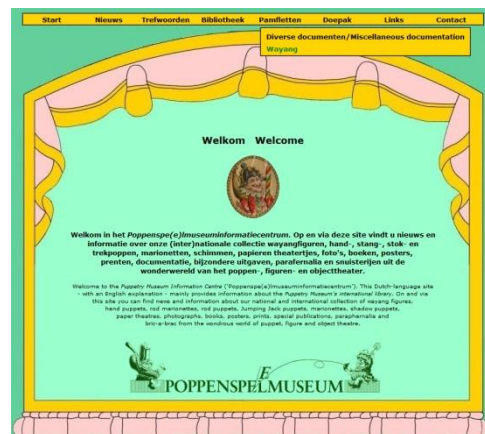 Start Nieuws Trefwoorden Bibliotheek Pamfletten Doepak Links Contact
Diverse documenten/Miscellaneous documentation
Wayang
Welkom Welcome
Welkom in het Poppenspe(e)lmuseuminformatiecentrum. Op en via deze site vindt u nieuws en
informatie over onze (inter)nationale collectie wayangfiguren, hand-, stang-, stok- en
trekpoppen, marionetten, schimmen, papieren theatertjes, foto's, boeken, posters,
prenten, documentatie, bijzondere uitgaven, parafernalia en snuisterijen uit de
wonderwereld van het poppen-, figuren- en objecttheater.
Welcome to the Puppetry Museum Information Centre ('Poppenspe(e)lmuseuminformatiecentrum'). This Dutch-language site
- with an English explanation - mainly provides information about the Puppetry Museum's international library. On and via
this site you can find news and information about our national and international collection of wayang figures,
hand puppets, rod marionettes, rod puppets, Jumping Jack puppets, marionettes, shadow puppets,
paper theatres, photographs, books, posters, prints, special publications, paraphernalia and
bric-a-brac from the wondrous world of puppet, figure and object theatre.
E
POPPENSPELMUSEUM